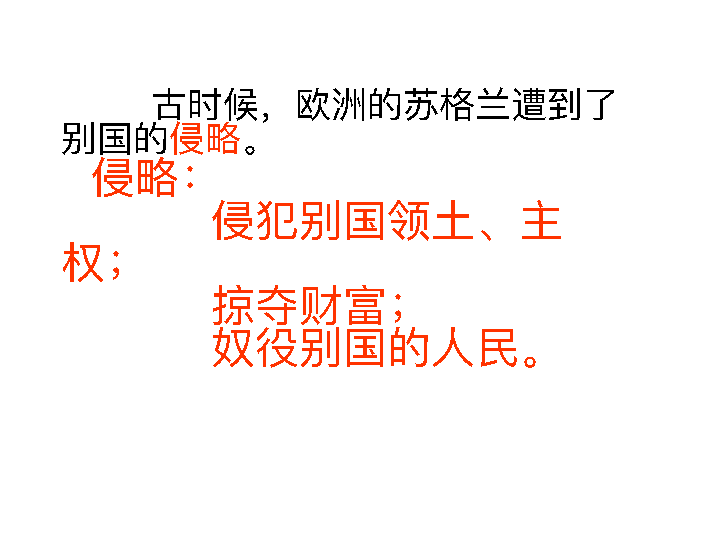 古时候，欧洲的苏格兰遭到了
别国的侵略。
侵略：
侵犯别国领土、主
权；
掠夺财富；
奴役别国的人民。